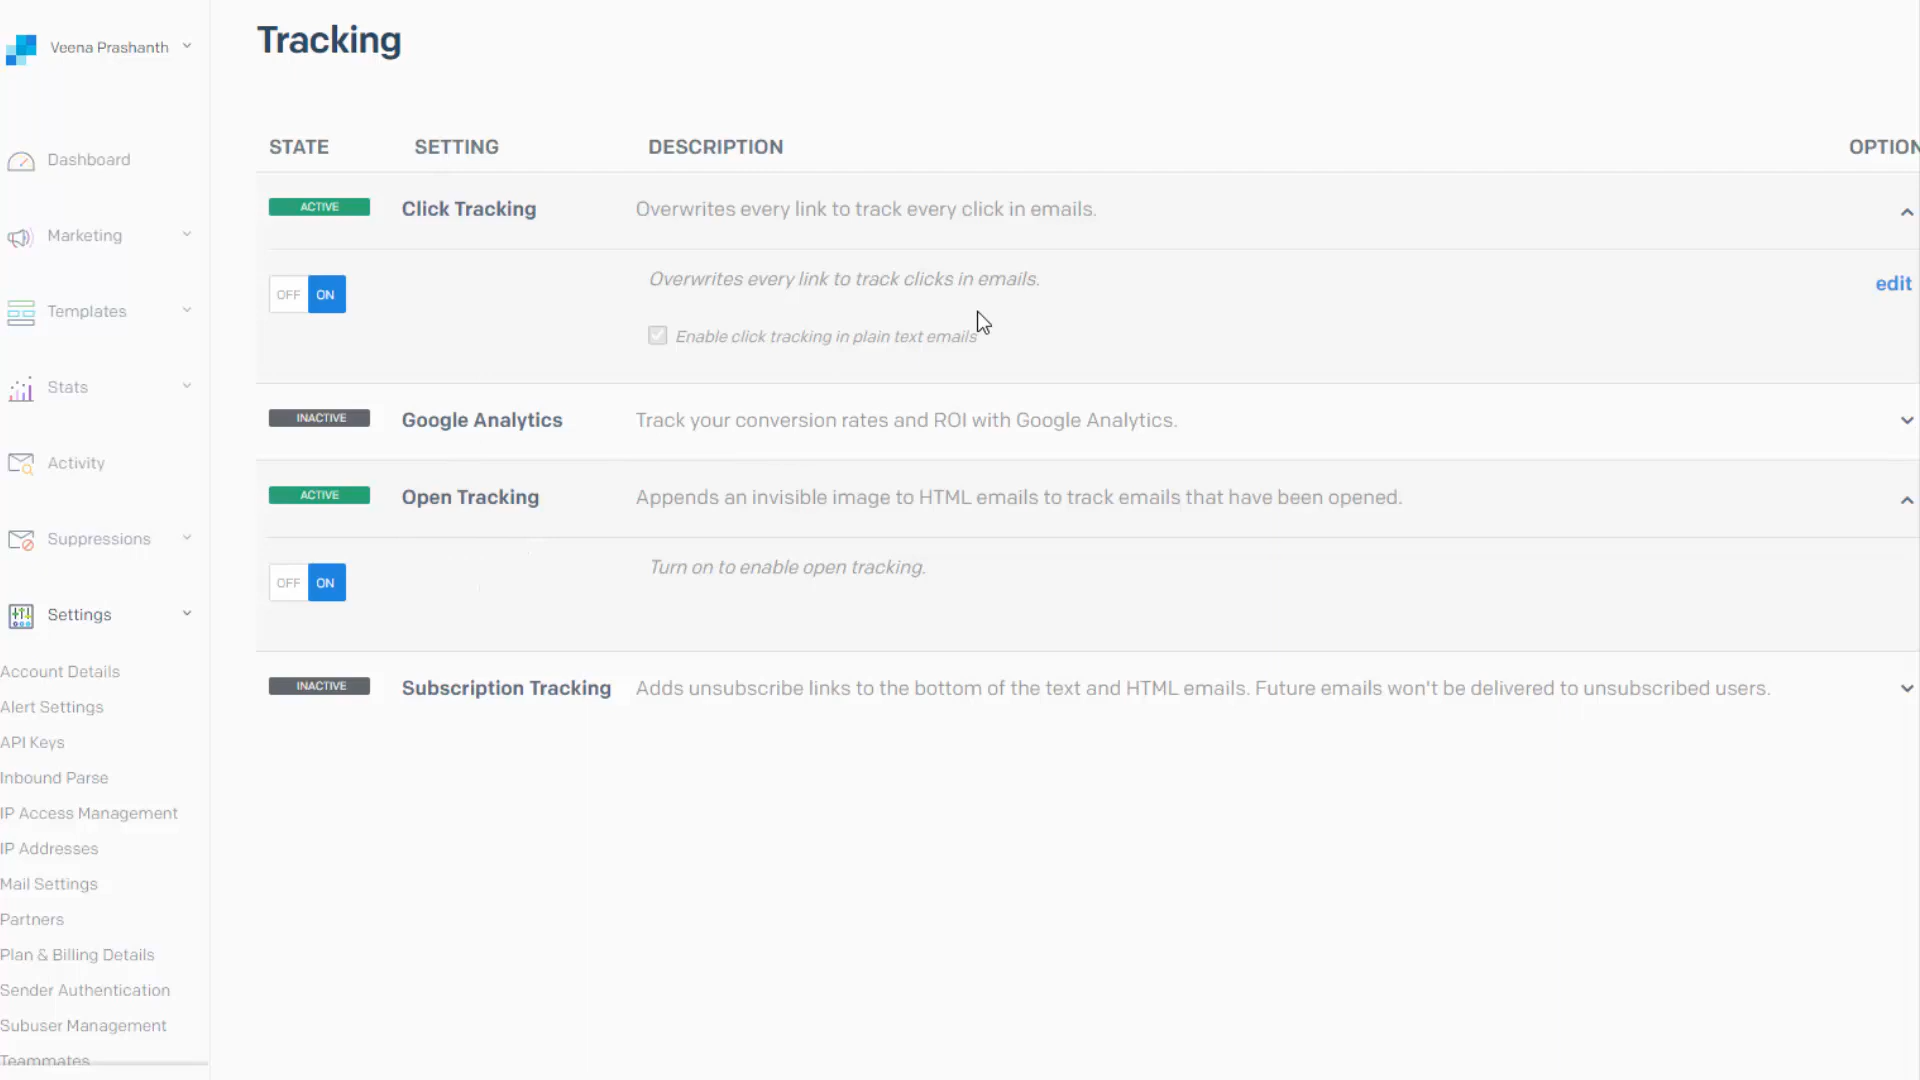 Veena Prashanth
Dashboard
Marketing
Templates
Stats
Activity
Suppressions
Settings
Account Details
Alert Settings
API Keys
Inbound Parse
IP Access Management
IP Addresses
Mail Settings
Partners
Plan & Billing Details
Sender Authentication
Subuser Management
Teammates
Tracking
STATE SETTING DESCRIPTION OPTION
ACTIVE Click Tracking Overwrites every link to track every click in emails.
OFF ON Overwrites every link to track clicks in emails. edit
Enable click tracking in plain text emails
INACTIVE Google Analytics Track your conversion rates and ROI with Google Analytics.
ACTIVE Open Tracking Appends an invisible image to HTML emails to track emails that have been opened.
OFF ON Turn on to enable open tracking.
INACTIVE Subscription Tracking Adds unsubscribe links to the bottom of the text and HTML emails. Future emails won't be delivered to unsubscribed users.